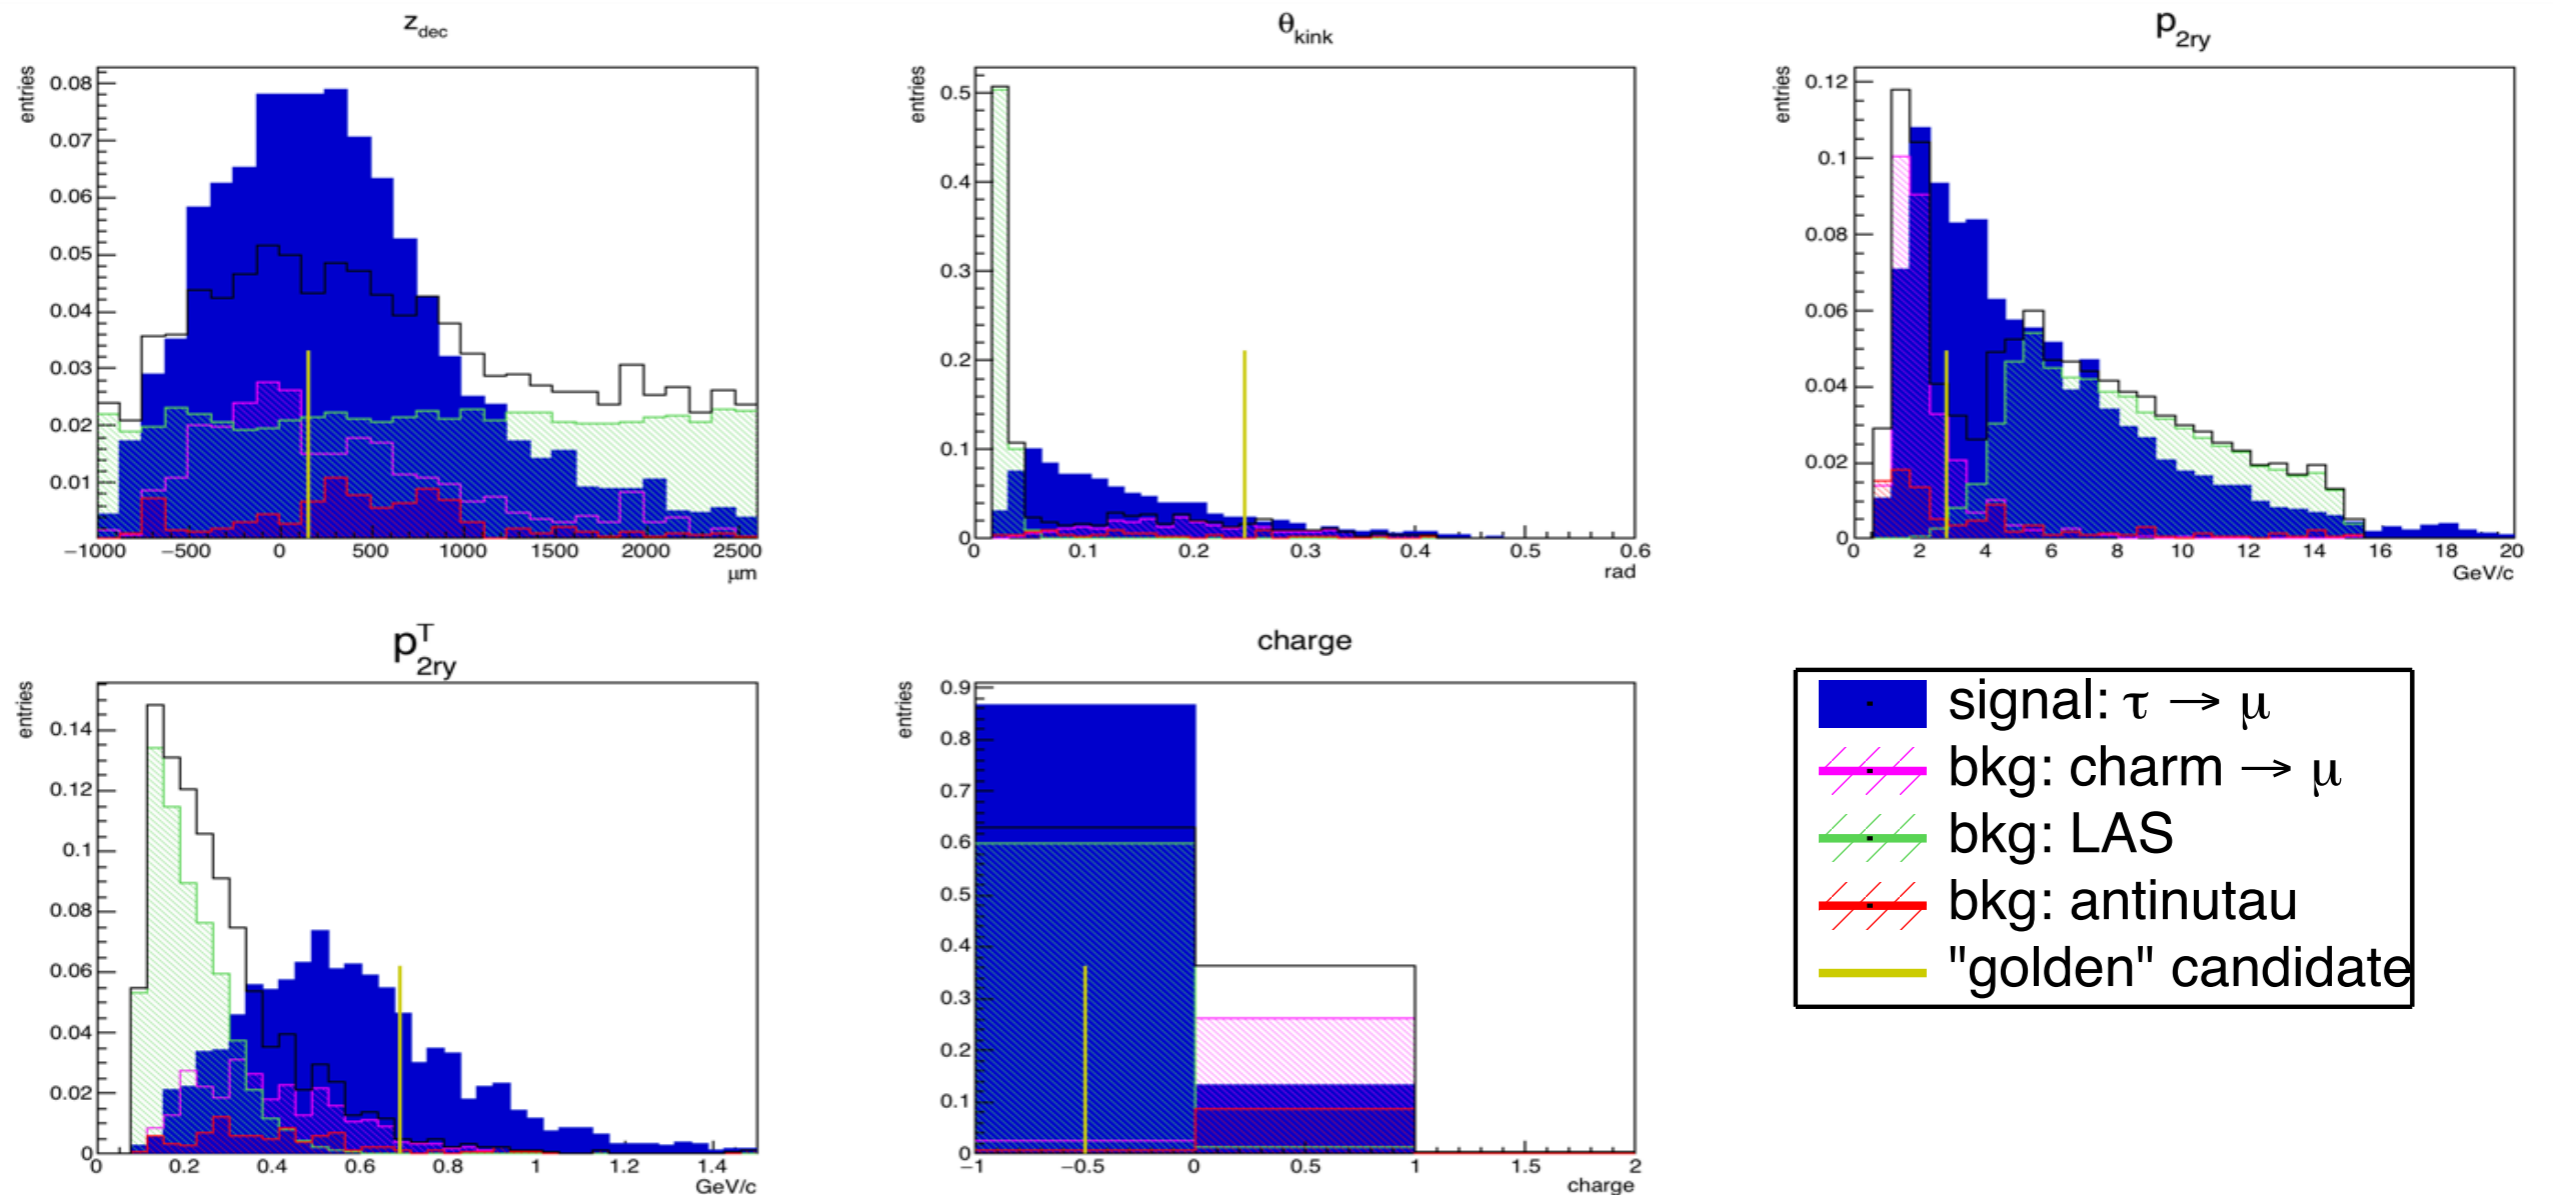 z_dec
entries
0.08
0.07
0.06
0.05
0.04
0.03
0.02
0.01
−1000 −500 0 500 1000 1500 2000 2500
μm
θ_kink
entries
0.5
0.4
0.3
0.2
0.1
0
0 0.1 0.2 0.3 0.4 0.5 0.6
rad
p_2ry
entries
0.12
0.1
0.08
0.06
0.04
0.02
0
0 2 4 6 8 10 12 14 16 18 20
GeV/c
p^T_2ry
entries
0.14
0.12
0.1
0.08
0.06
0.04
0.02
0
0 0.2 0.4 0.6 0.8 1 1.2 1.4
GeV/c
charge
entries
0.9
0.8
0.7
0.6
0.5
0.4
0.3
0.2
0.1
0
−1 −0.5 0 0.5 1 1.5 2
charge
signal: τ → μ
bkg: charm → μ
bkg: LAS
bkg: antinutau
"golden" candidate